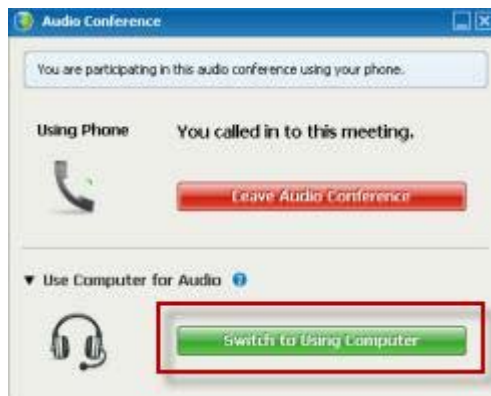 Audio Conference
You are participating in this audio conference using your phone.
Using Phone
You called in to this meeting.
Leave Audio Conference
Use Computer for Audio
Switch to Using Computer